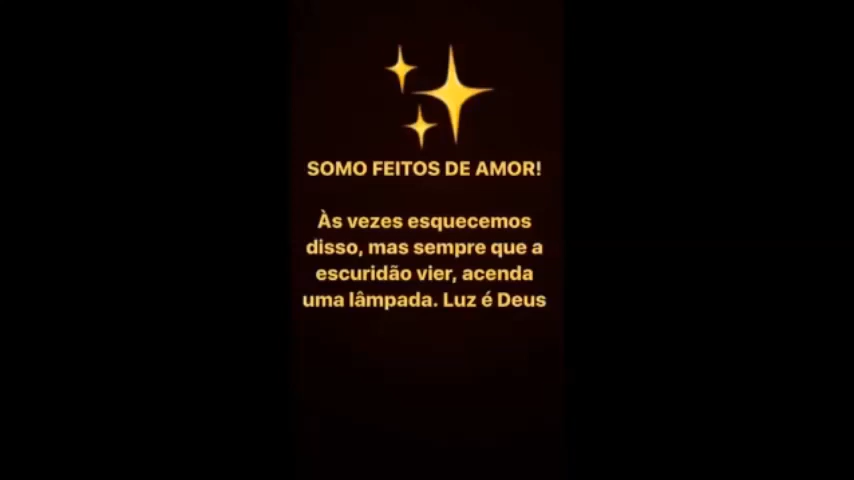 SOMO FEITOS DE AMOR!
Às vezes esquecemos
disso, mas sempre que a
escuridão vier, acenda
uma lâmpada. Luz é Deus